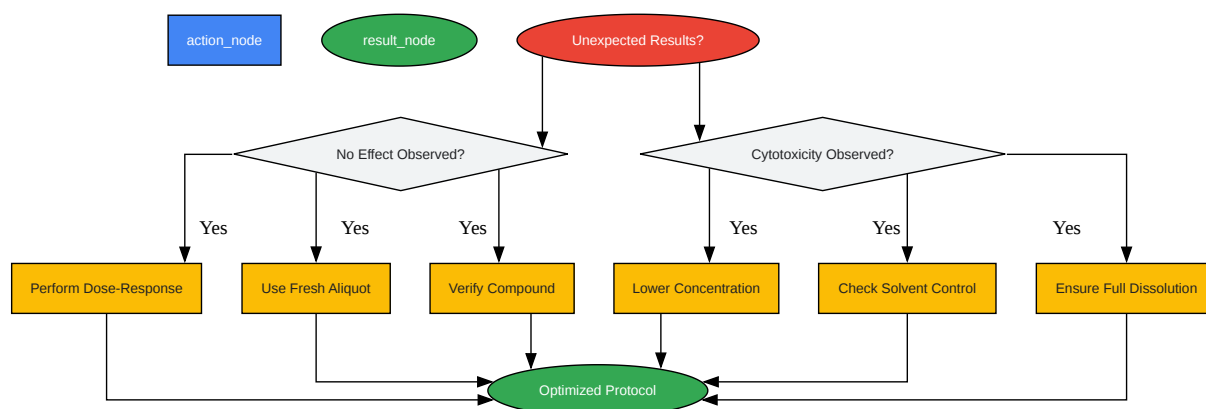 action_node
result_node
Unexpected Results?
No Effect Observed?
Cytotoxicity Observed?
Yes
Yes
Yes
Yes
Yes
Yes
Perform Dose-Response
Use Fresh Aliquot
Verify Compound
Lower Concentration
Check Solvent Control
Ensure Full Dissolution
Optimized Protocol